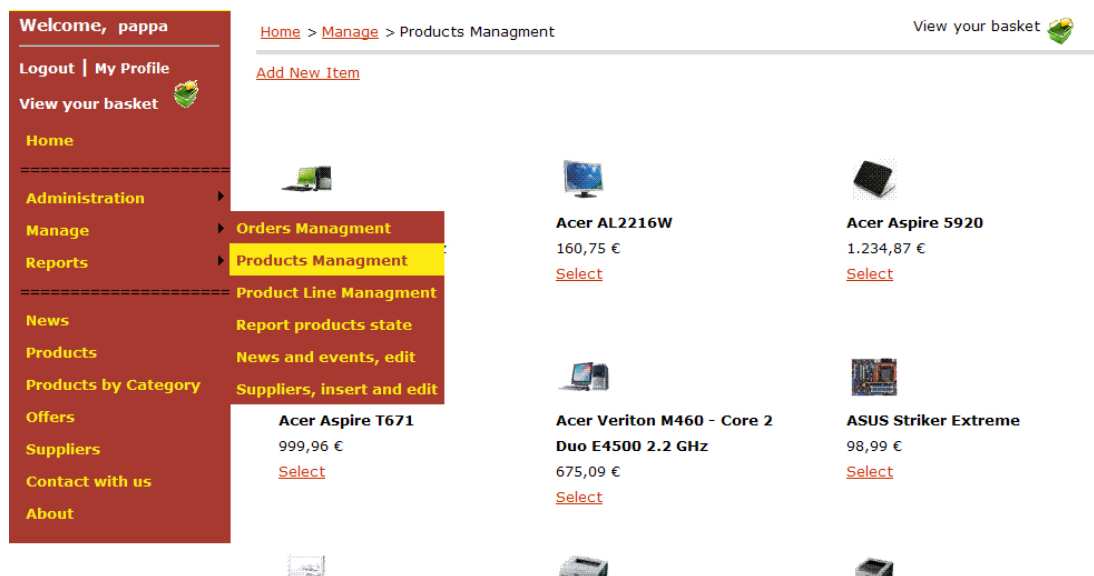 Welcome, pappa
Logout | My Profile
View your basket
Home
==============================
Administration
Manage
Reports
==============================
News
Products
Products by Category
Offers
Suppliers
Contact with us
About
Orders Managment
Products Managment
Product Line Managment
Report products state
News and events, edit
Suppliers, insert and edit
Home > Manage > Products Managment
View your basket
Add New Item
Acer AL2216W
160,75 €
Select
Acer Aspire 5920
1.234,87 €
Select
Acer Aspire T671
999,96 €
Select
Acer Veriton M460 - Core 2
Duo E4500 2.2 GHz
675,09 €
Select
ASUS Striker Extreme
98,99 €
Select